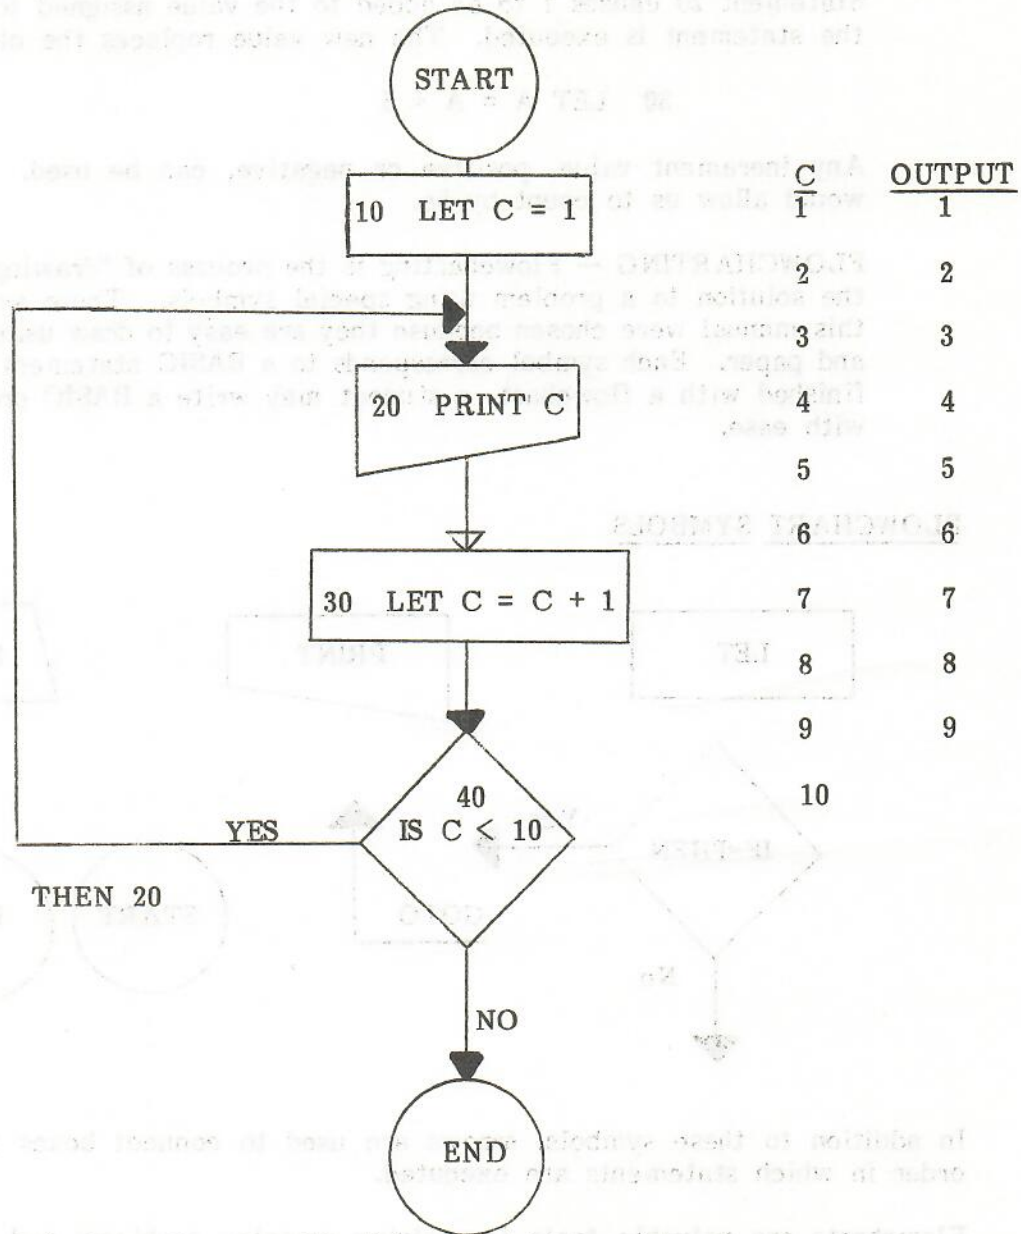 START
10 LET C = 1
20 PRINT C
30 LET C = C + 1
40
IS C < 10
YES
THEN 20
NO
END
C OUTPUT
1 1
2 2
3 3
4 4
5 5
6 6
7 7
8 8
9 9
10